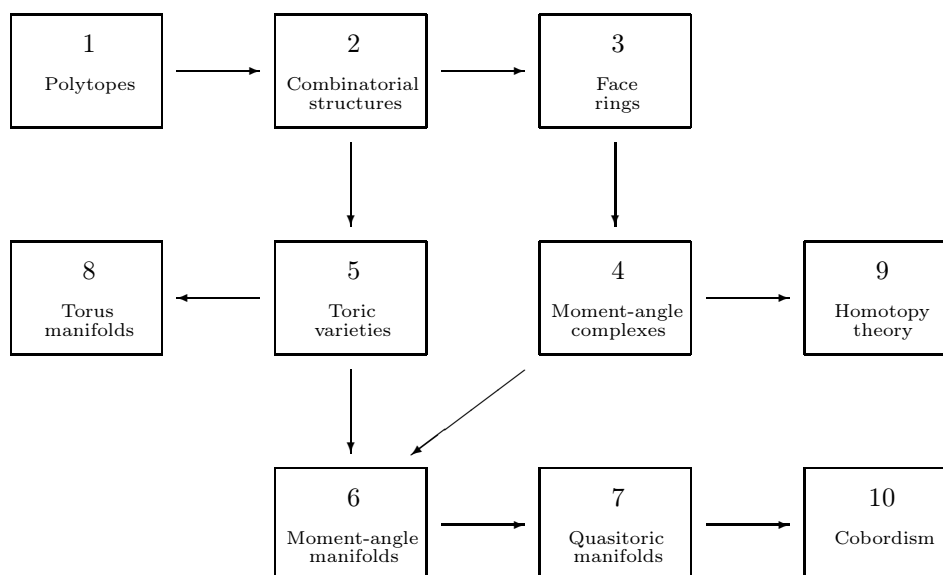 1
Polytopes
2
Combinatorial
structures
3
Face
rings
8
Torus
manifolds
5
Toric
varieties
4
Moment-angle
complexes
9
Homotopy
theory
6
Moment-angle
manifolds
7
Quasitoric
manifolds
10
Cobordism